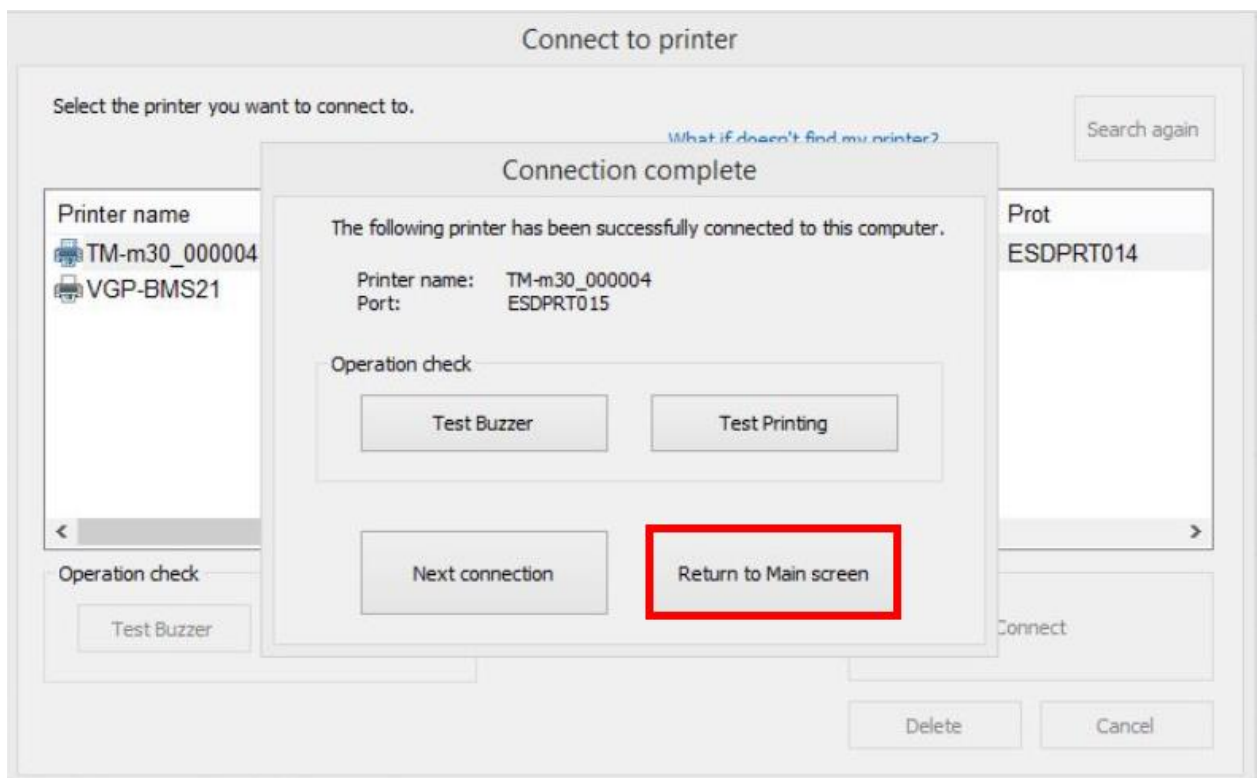 Connect to printer
Select the printer you want to connect to.
What if doesn't find my printer?
Search again
Printer name
Prot
TM-m30_000004
ESDPRT014
VGP-BMS21
Connection complete
The following printer has been successfully connected to this computer.
Printer name: TM-m30_000004
Port: ESDPRT015
Operation check
Test Buzzer
Test Printing
Next connection
Return to Main screen
Operation check
Test Buzzer
Connect
Delete
Cancel